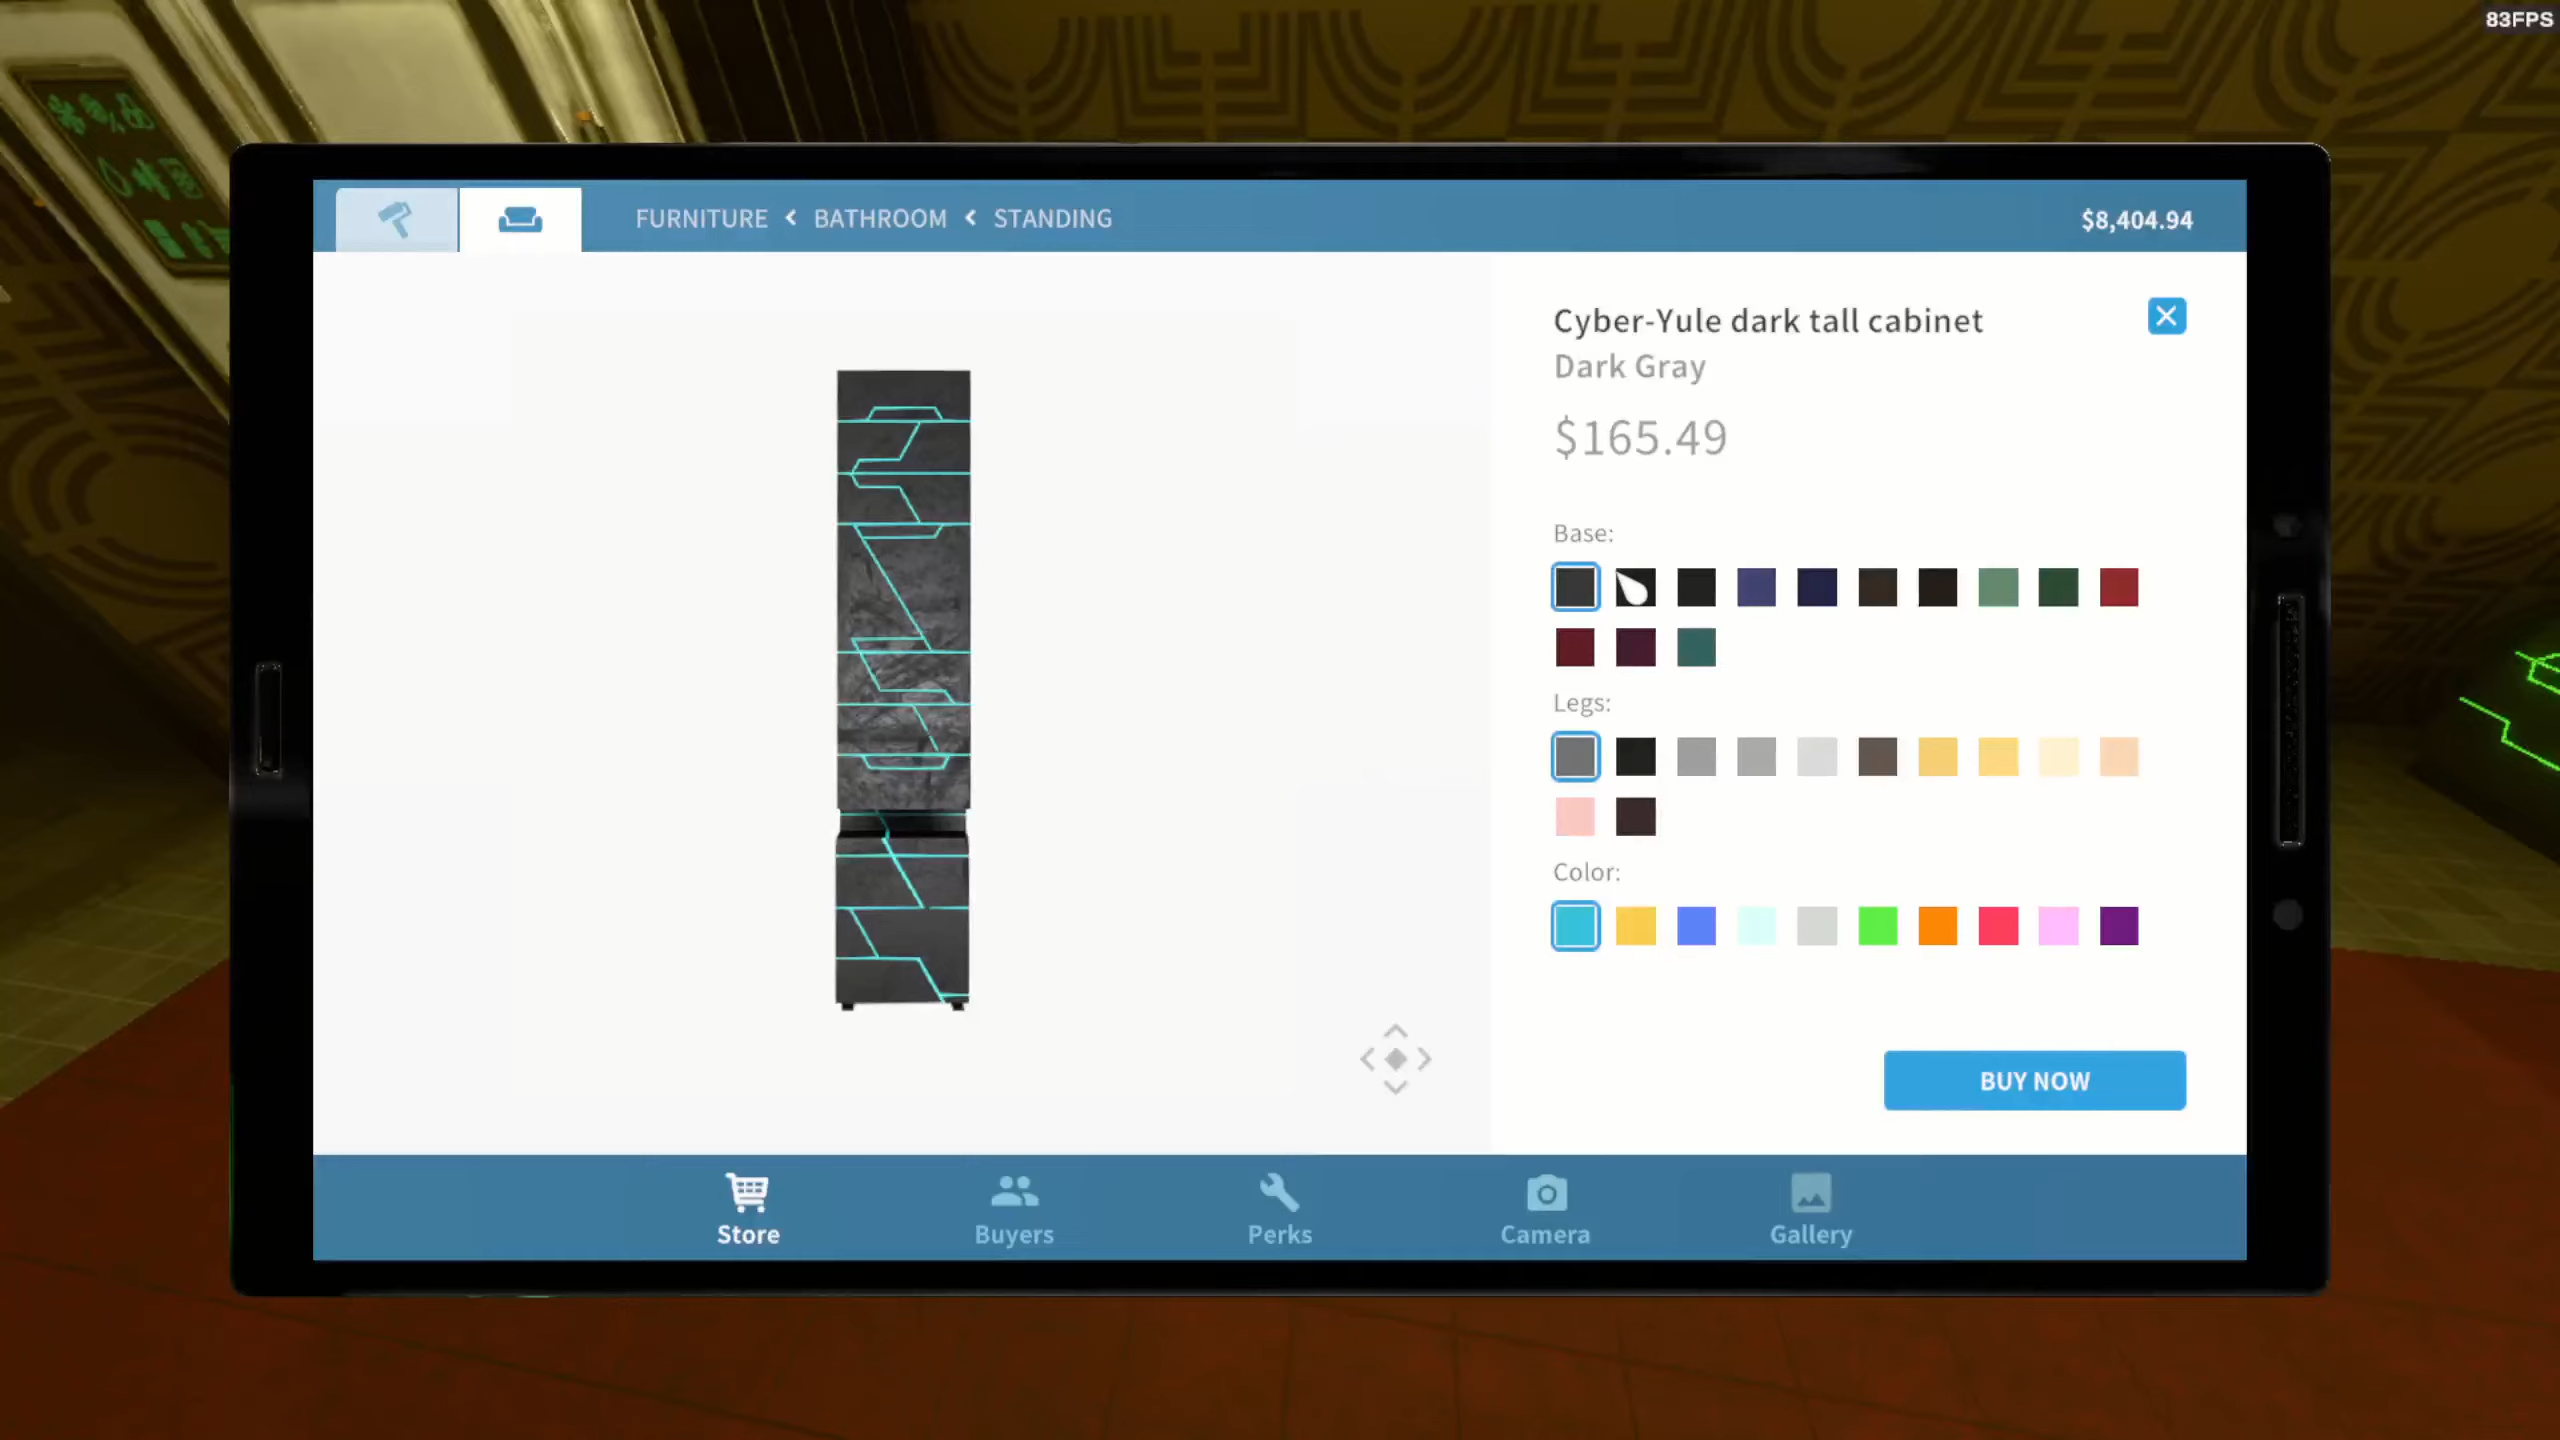 83FPS
FURNITURE < BATHROOM < STANDING
$8,404.94
Cyber-Yule dark tall cabinet
Dark Gray
$165.49
Base:
Legs:
Color:
BUY NOW
Store
Buyers
Perks
Camera
Gallery